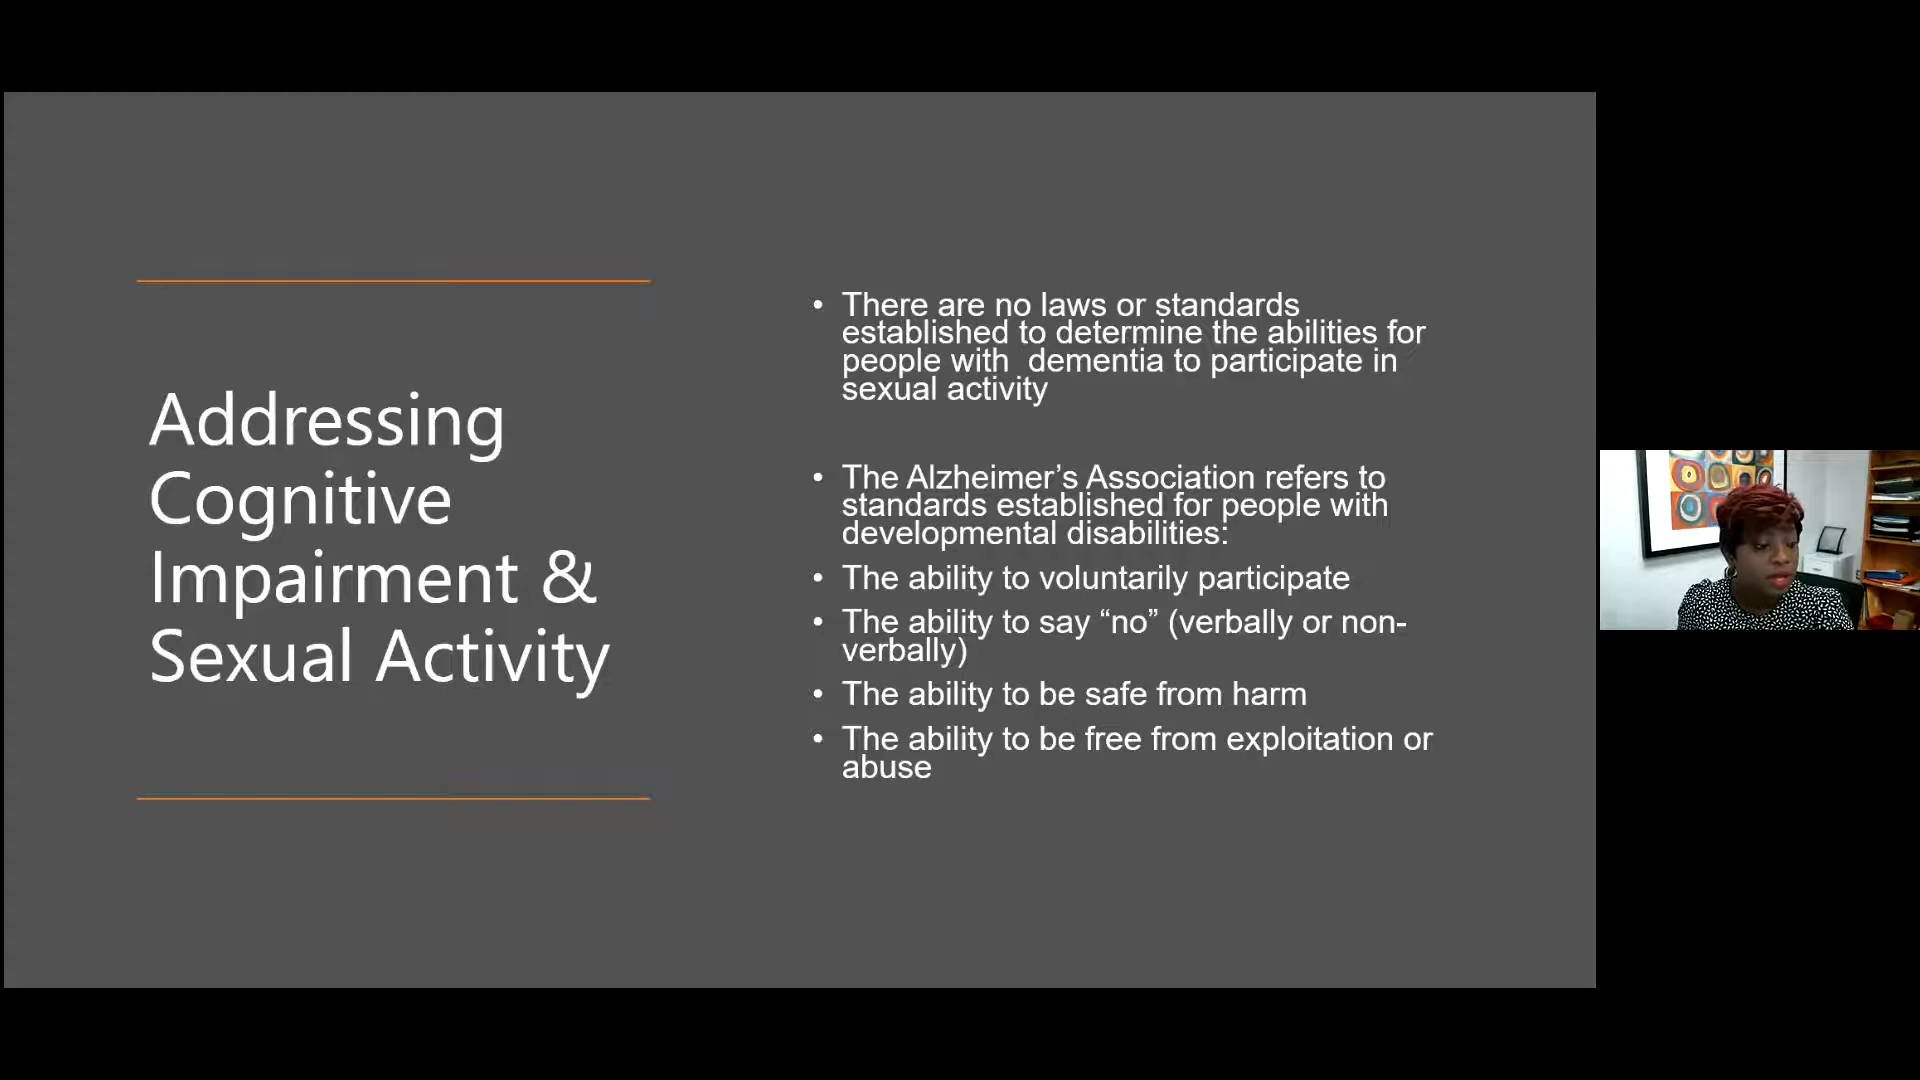 Addressing
Cognitive
Impairment &
Sexual Activity
• There are no laws or standards
established to determine the abilities for
people with  dementia to participate in
sexual activity
• The Alzheimer’s Association refers to
standards established for people with
developmental disabilities:
• The ability to voluntarily participate
• The ability to say “no” (verbally or non-
verbally)
• The ability to be safe from harm
• The ability to be free from exploitation or
abuse